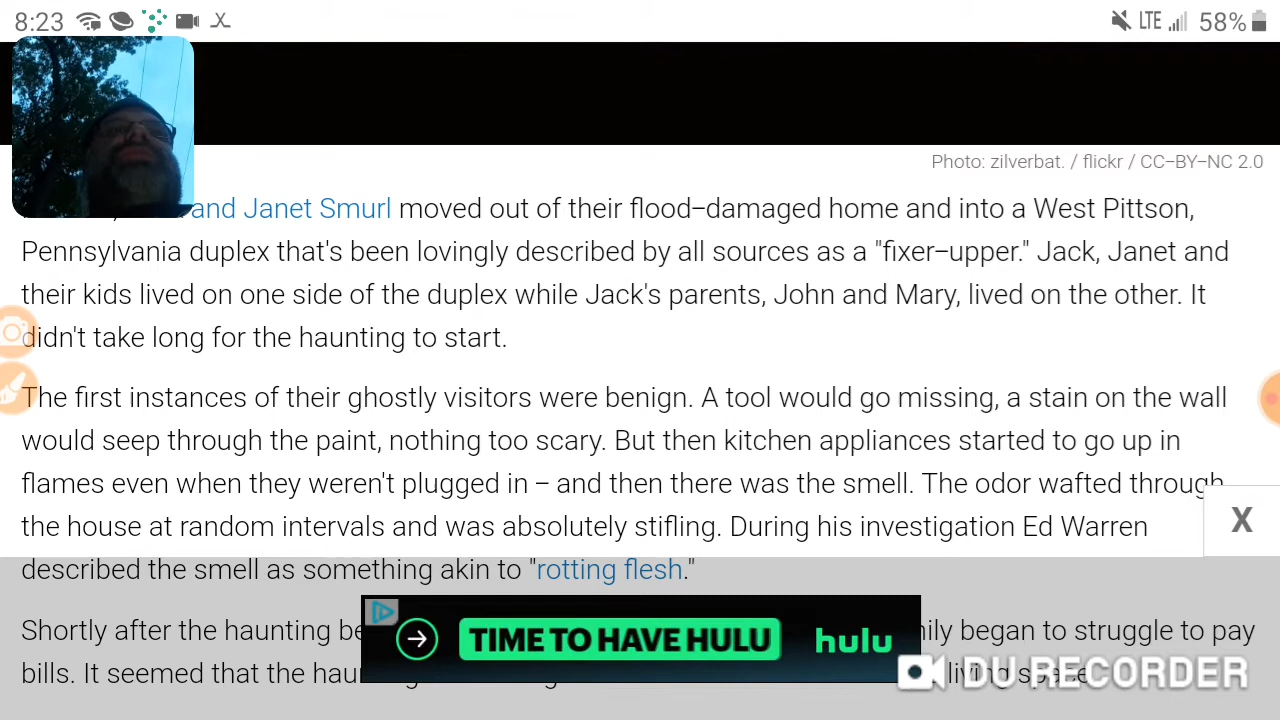 8:23
LTE 58%
Photo: zilverbat. / flickr / CC-BY-NC 2.0
and Janet Smurl moved out of their flood-damaged home and into a West Pittson,
Pennsylvania duplex that's been lovingly described by all sources as a "fixer-upper." Jack, Janet and
their kids lived on one side of the duplex while Jack's parents, John and Mary, lived on the other. It
didn't take long for the haunting to start.
The first instances of their ghostly visitors were benign. A tool would go missing, a stain on the wall
would seep through the paint, nothing too scary. But then kitchen appliances started to go up in
flames even when they weren't plugged in – and then there was the smell. The odor wafted through
the house at random intervals and was absolutely stifling. During his investigation Ed Warren
X
described the smell as something akin to "rotting flesh."
Shortly after the haunting began to struggle to pay
TIME TO HAVE HULU hulu
bills. It seemed that the living
DU RECORDER